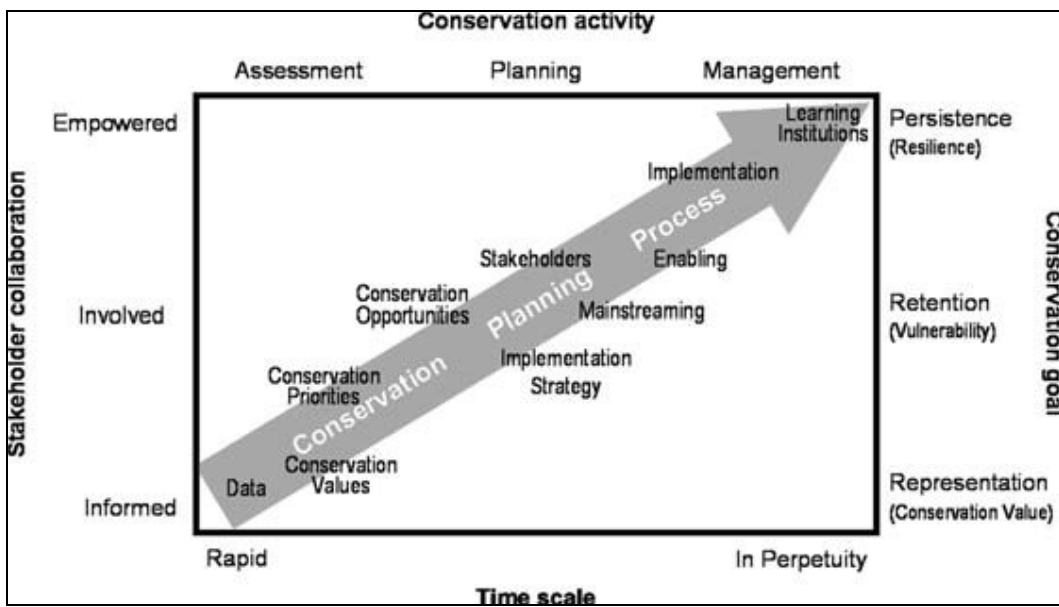 Conservation activity
Assessment Planning Management
Empowered
Involved
Informed
Stakeholder collaboration
Learning
Institutions
Implementation
Stakeholders
Enabling
Conservation
Opportunities
Mainstreaming
Implementation
Strategy
Conservation
Priorities
Conservation
Values
Data
Conservation Planning Process
Persistence
(Resilience)
Retention
(Vulnerability)
Representation
(Conservation Value)
Conservation goal
Rapid In Perpetuity
Time scale